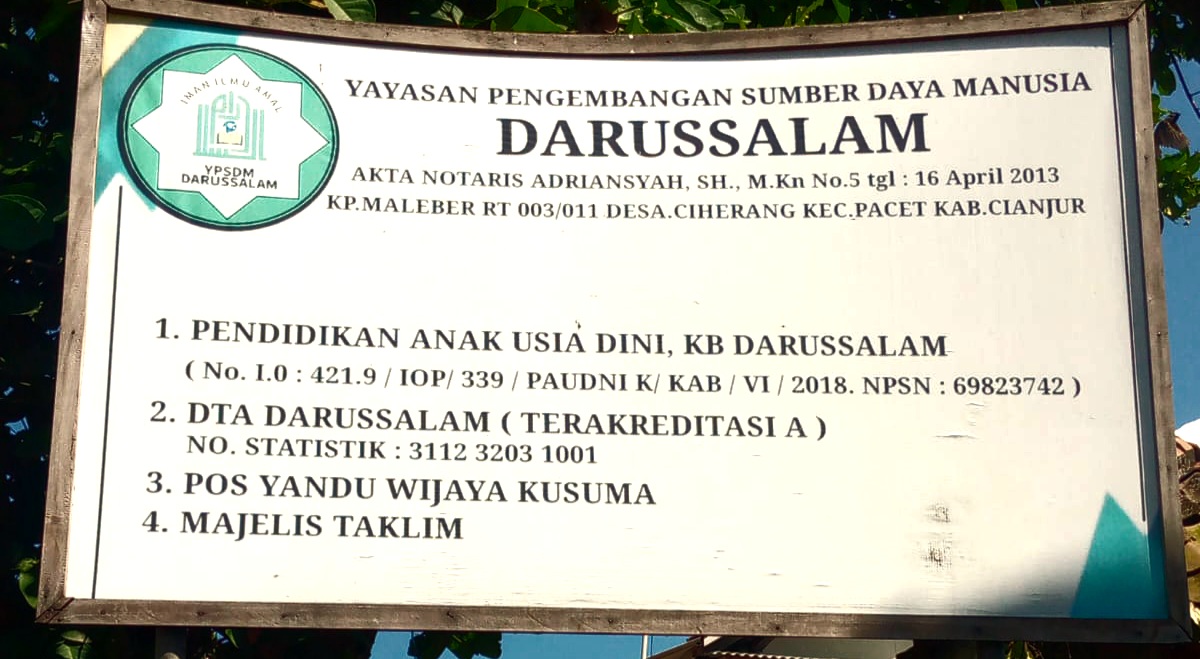 IMAN ILMU AMAL
YPSDM
DARUSSALAM
YAYASAN PENGEMBANGAN SUMBER DAYA MANUSIA
DARUSSALAM
AKTA NOTARIS ADRIANSYAH, SH., M.Kn No.5 tgl : 16 April 2013
KP.MALEBER RT 003/011 DESA.CIHERANG KEC.PACET KAB.CIANJUR
1. PENDIDIKAN ANAK USIA DINI, KB DARUSSALAM
( No. I.0 : 421.9 / IOP/ 339 / PAUDNI K/ KAB / VI / 2018. NPSN : 69823742 )
2. DTA DARUSSALAM ( TERAKREDITASI A )
NO. STATISTIK : 3112 3203 1001
3. POS YANDU WIJAYA KUSUMA
4. MAJELIS TAKLIM